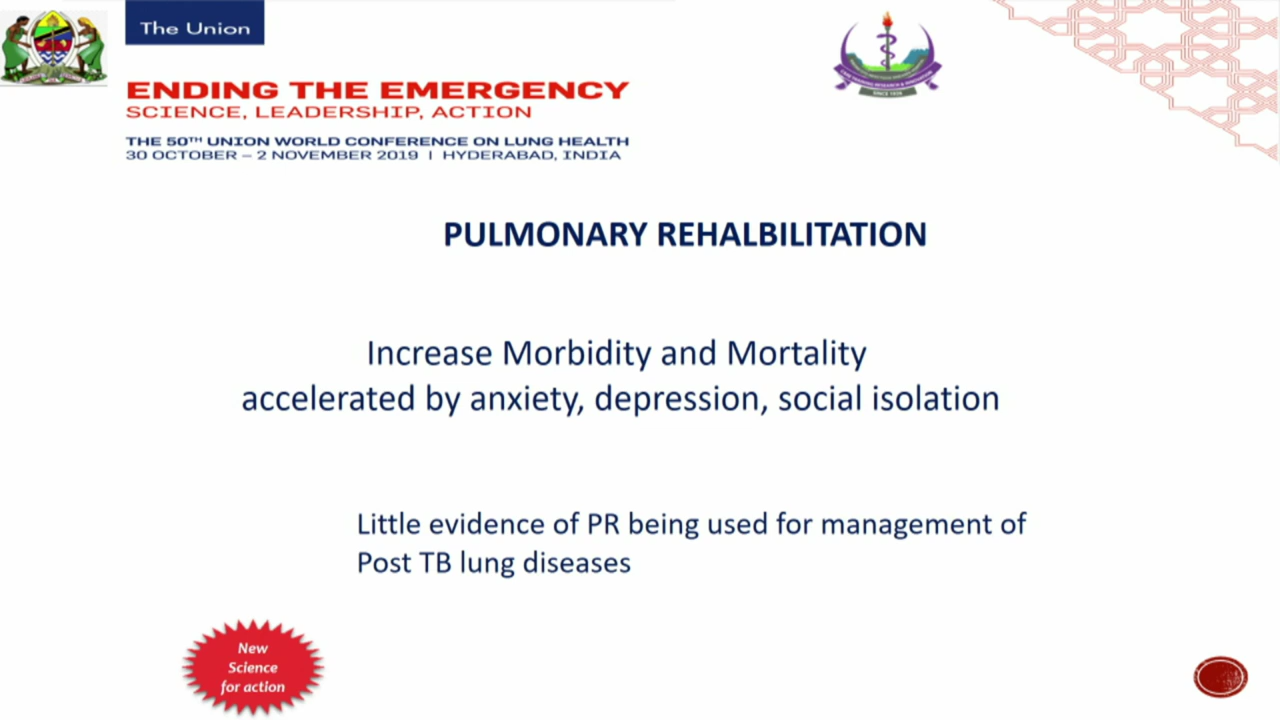 The Union
ENDING THE EMERGENCY
SCIENCE, LEADERSHIP, ACTION
THE 50TH UNION WORLD CONFERENCE ON LUNG HEALTH
30 OCTOBER – 2 NOVEMBER 2019 | HYDERABAD, INDIA
PULMONARY REHALBILITATION
Increase Morbidity and Mortality
accelerated by anxiety, depression, social isolation
Little evidence of PR being used for management of
Post TB lung diseases
New
Science
for action